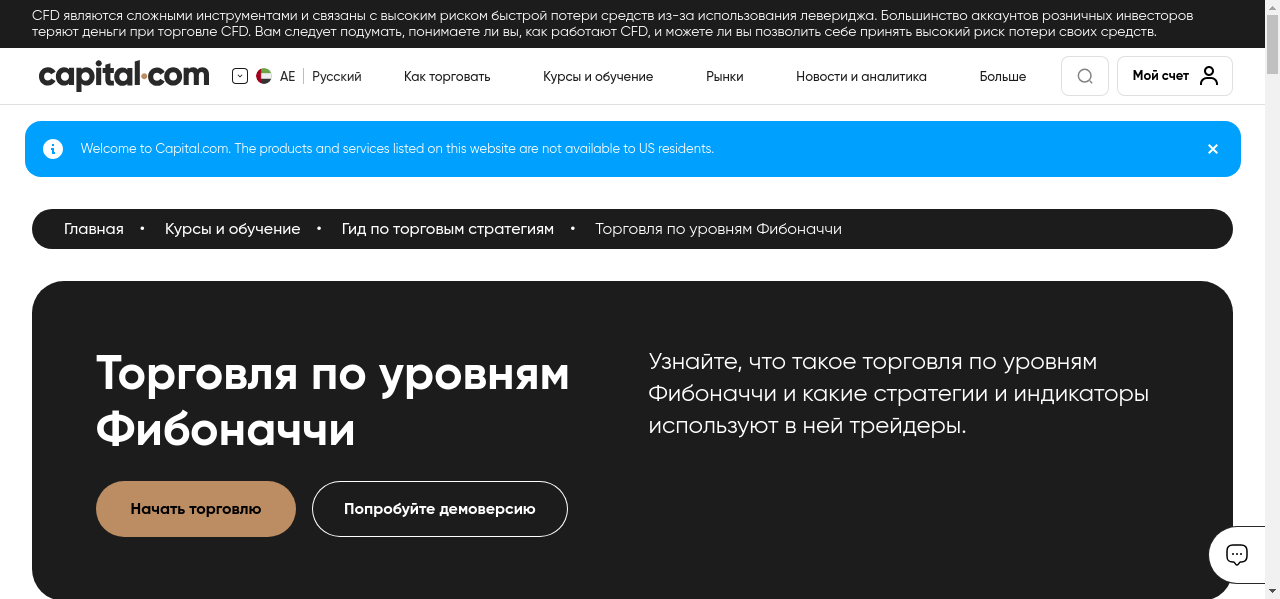 CFD являются сложными инструментами и связаны с высоким риском быстрой потери средств из-за использования левериджа. Большинство аккаунтов розничных инвесторов
теряют деньги при торговле CFD. Вам следует подумать, понимаете ли вы, как работают CFD, и можете ли вы позволить себе принять высокий риск потери своих средств.
capital.com AE Русский Как торговать Курсы и обучение Рынки Новости и аналитика Больше Мой счет
Welcome to Capital.com. The products and services listed on this website are not available to US residents.
Главная • Курсы и обучение • Гид по торговым стратегиям • Торговля по уровням Фибоначчи
Торговля по уровням
Фибоначчи
Узнайте, что такое торговля по уровням
Фибоначчи и какие стратегии и индикаторы
используют в ней трейдеры.
Начать торговлю Попробуйте демоверсию